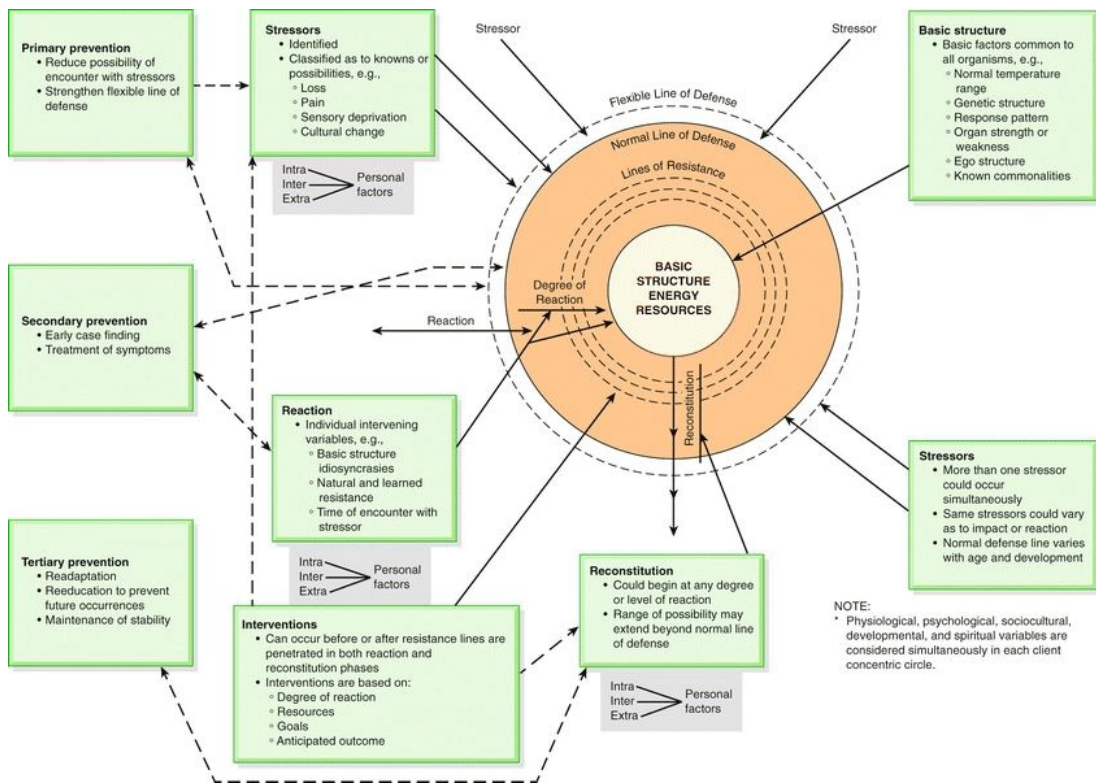 Primary prevention
• Reduce possibility of
encounter with stressors
• Strengthen flexible line of
defense
Stressors
• Identified
• Classified as to knowns or
possibilities, e.g.,
◦ Loss
◦ Pain
◦ Sensory deprivation
◦ Cultural change
Intra
Inter
Extra
Personal
factors
Stressor
Stressor
Basic structure
• Basic factors common to
all organisms, e.g.,
◦ Normal temperature
range
◦ Genetic structure
◦ Response pattern
◦ Organ strength or
weakness
◦ Ego structure
◦ Known commonalities
Flexible Line of Defense
Normal Line of Defense
Lines of Resistance
BASIC
STRUCTURE
ENERGY
RESOURCES
Degree of
Reaction
Reaction
Reconstitution
Secondary prevention
• Early case finding
• Treatment of symptoms
Reaction
• Individual intervening
variables, e.g.,
◦ Basic structure
idiosyncrasies
◦ Natural and learned
resistance
◦ Time of encounter with
stressor
Intra
Inter
Extra
Personal
factors
Stressors
• More than one stressor
could occur
simultaneously
• Same stressors could vary
as to impact or reaction
• Normal defense line varies
with age and development
Tertiary prevention
• Readaptation
• Reeducation to prevent
future occurrences
• Maintenance of stability
Interventions
• Can occur before or after resistance lines are
penetrated in both reaction and
reconstitution phases
• Interventions are based on:
◦ Degree of reaction
◦ Resources
◦ Goals
◦ Anticipated outcome
Reconstitution
• Could begin at any degree
or level of reaction
• Range of possibility may
extend beyond normal line
of defense
Intra
Inter
Extra
Personal
factors
NOTE:
* Physiological, psychological, sociocultural,
developmental, and spiritual variables are
considered simultaneously in each client
concentric circle.